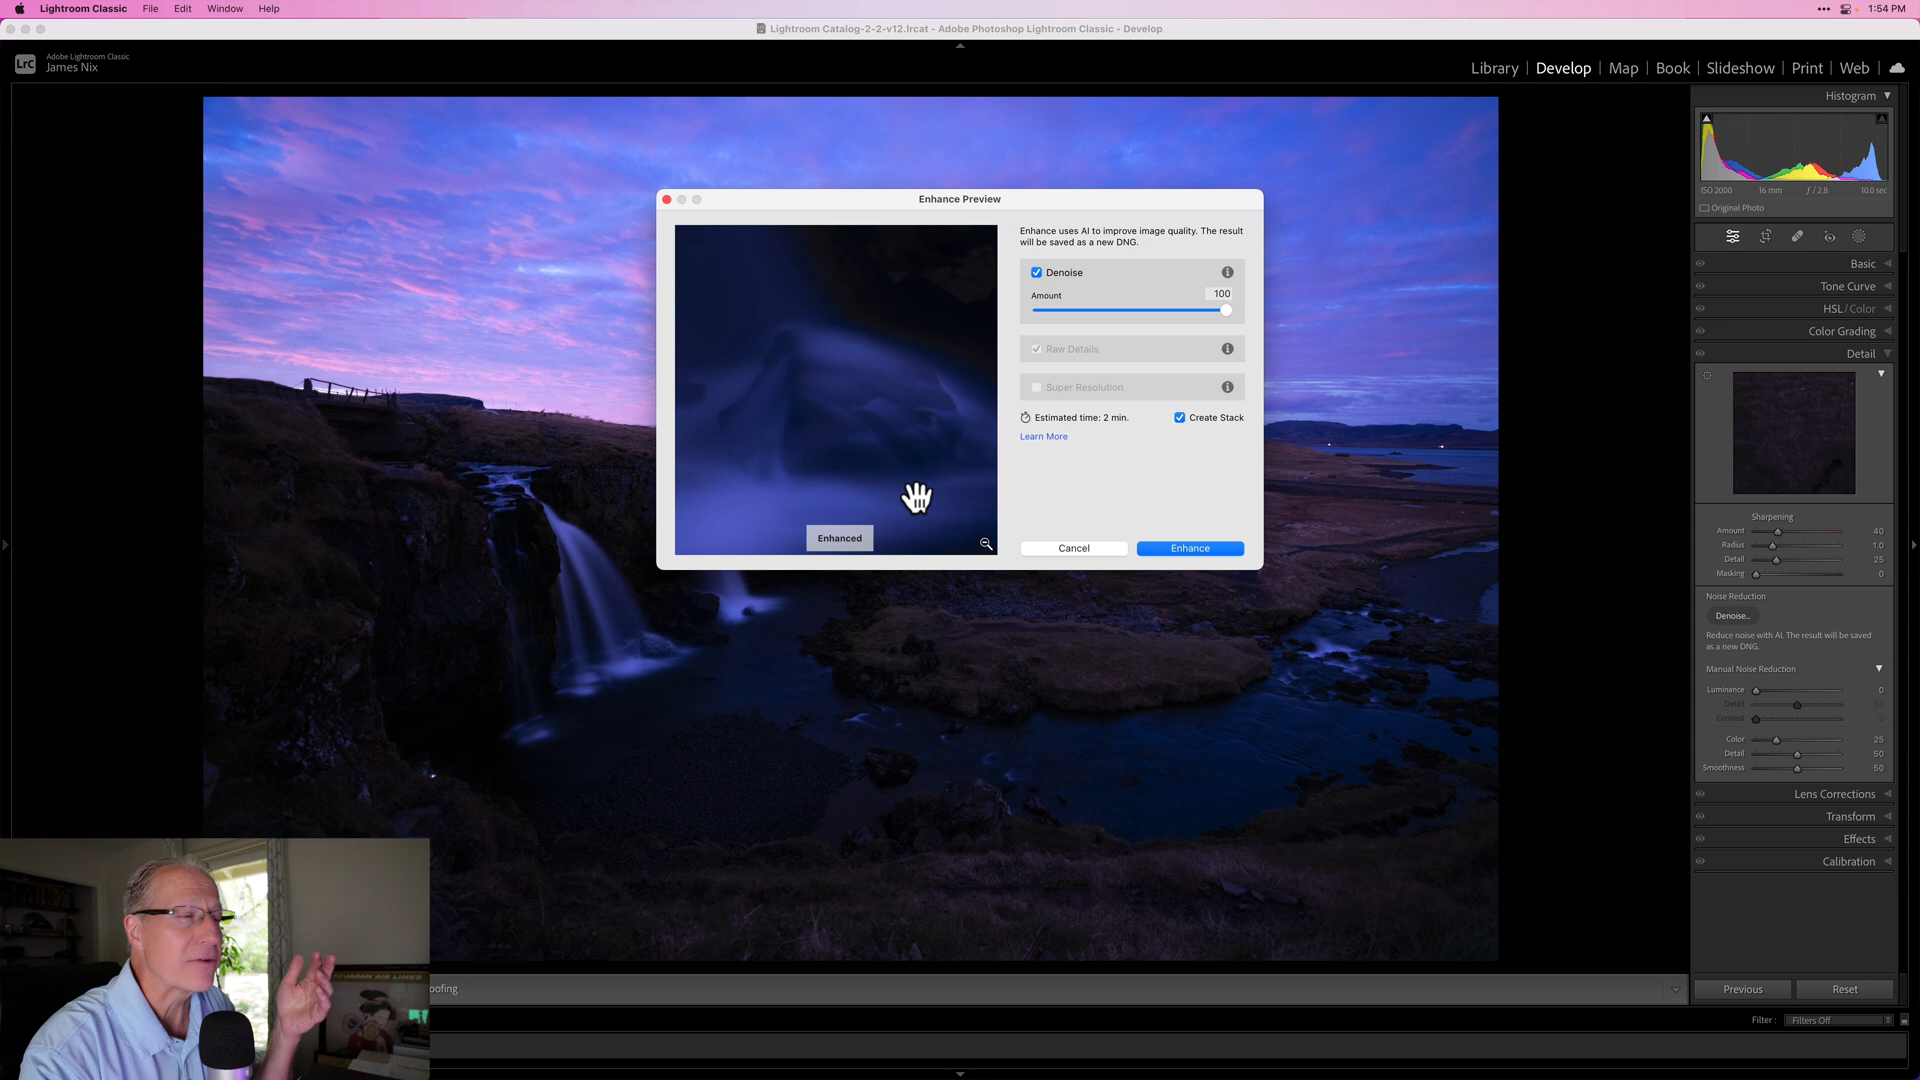 Lightroom Classic File Edit Window Help
1:54 PM
Lightroom Catalog-2-2-v12.lrcat - Adobe Photoshop Lightroom Classic - Develop
LrC
Adobe Lightroom Classic
James Nix
Library | Develop | Map | Book | Slideshow | Print | Web
Histogram
ISO 2000 16 mm ƒ / 2.8 10.0 sec
Original Photo
Basic
Tone Curve
HSL / Color
Color Grading
Detail
Sharpening
Amount 40
Radius 1.0
Detail 25
Masking 0
Noise Reduction
Denoise...
Reduce noise with AI. The result will be saved
as a new DNG.
Manual Noise Reduction
Luminance 0
Detail 50
Contrast 0
Color 25
Detail 50
Smoothness 50
Lens Corrections
Transform
Effects
Calibration
Previous Reset
Filter : Filters Off
Enhance Preview
Enhance uses AI to improve image quality. The result
will be saved as a new DNG.
Denoise
Amount 100
Raw Details
Super Resolution
Estimated time: 2 min. Create Stack
Learn More
Enhanced
Cancel Enhance
oofing
JAPAN AIR LINES